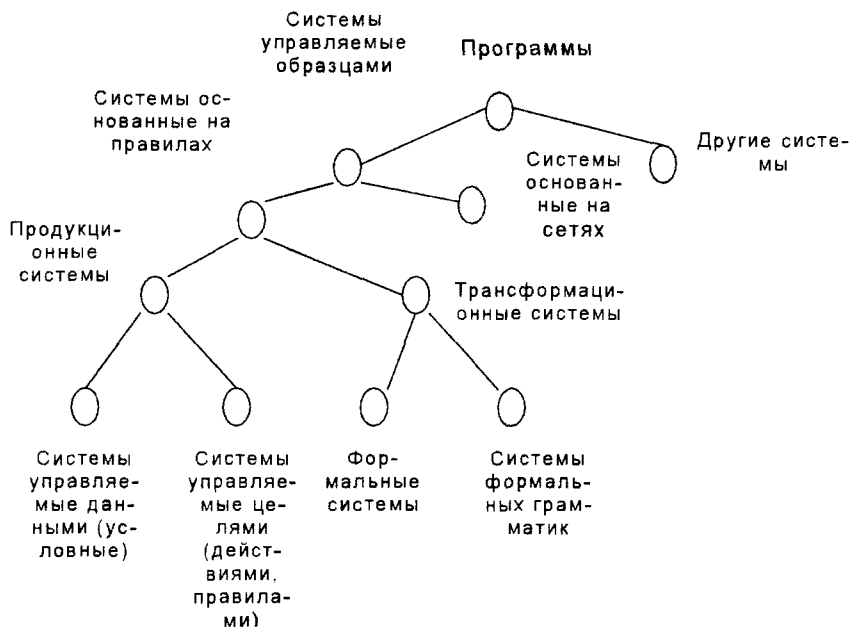 Системы
управляемые
образцами
Программы
Системы ос-
нованные на
правилах
Другие систе-
мы
Системы
основан-
ные на
сетях
Продукци-
онные
системы
Трансформаци-
онные системы
Системы
управляе-
мые дан-
ными (ус-
ловные)
Системы
управляе-
мые це-
лями
(дейст-
виями,
правила-
ми)
Фор-
мальные
системы
Системы
формаль-
ных грам-
матик